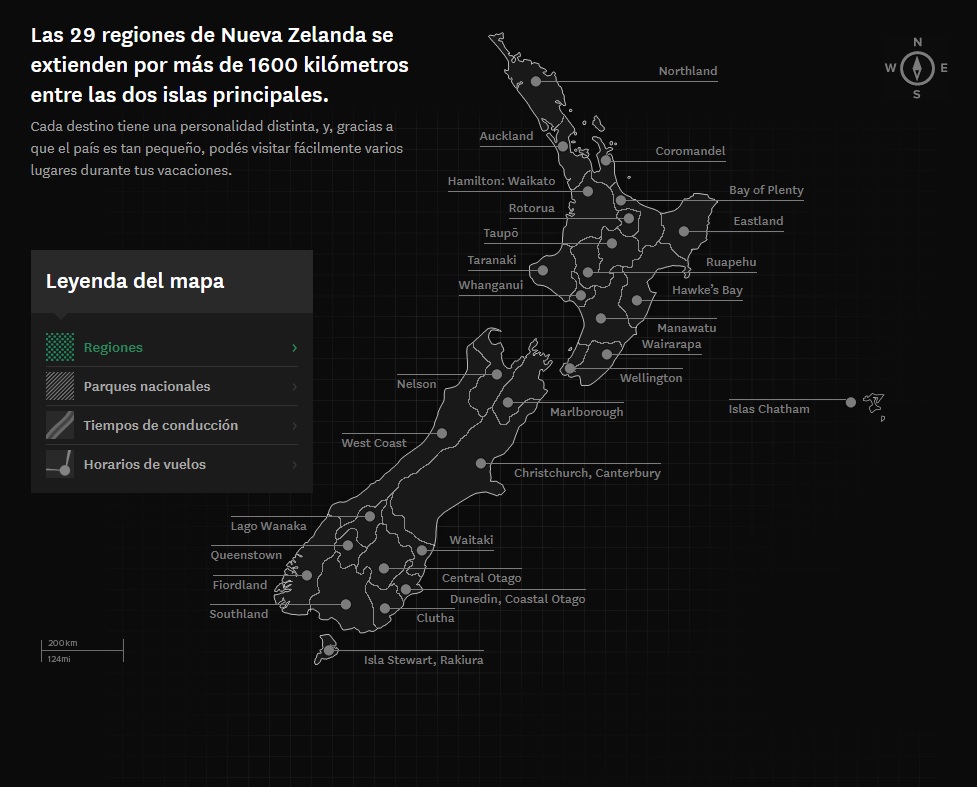 Las 29 regiones de Nueva Zelanda se
extienden por más de 1600 kilómetros
entre las dos islas principales.
Cada destino tiene una personalidad distinta, y, gracias a
que el país es tan pequeño, podés visitar fácilmente varios
lugares durante tus vacaciones.
N
W
E
S
Northland
Auckland
Coromandel
Hamilton: Waikato
Bay of Plenty
Rotorua
Eastland
Taupō
Taranaki
Ruapehu
Whanganui
Hawke's Bay
Manawatu
Wairarapa
Wellington
Nelson
Marlborough
Islas Chatham
West Coast
Christchurch, Canterbury
Lago Wanaka
Waitaki
Queenstown
Central Otago
Fiordland
Dunedin, Coastal Otago
Southland
Clutha
Isla Stewart, Rakiura
Leyenda del mapa
Regiones
Parques nacionales
Tiempos de conducción
Horarios de vuelos
200km
124mi